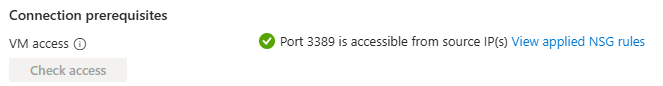 Connection prerequisites
VM access Port 3389 is accessible from source IP(s) View applied NSG rules
Check access